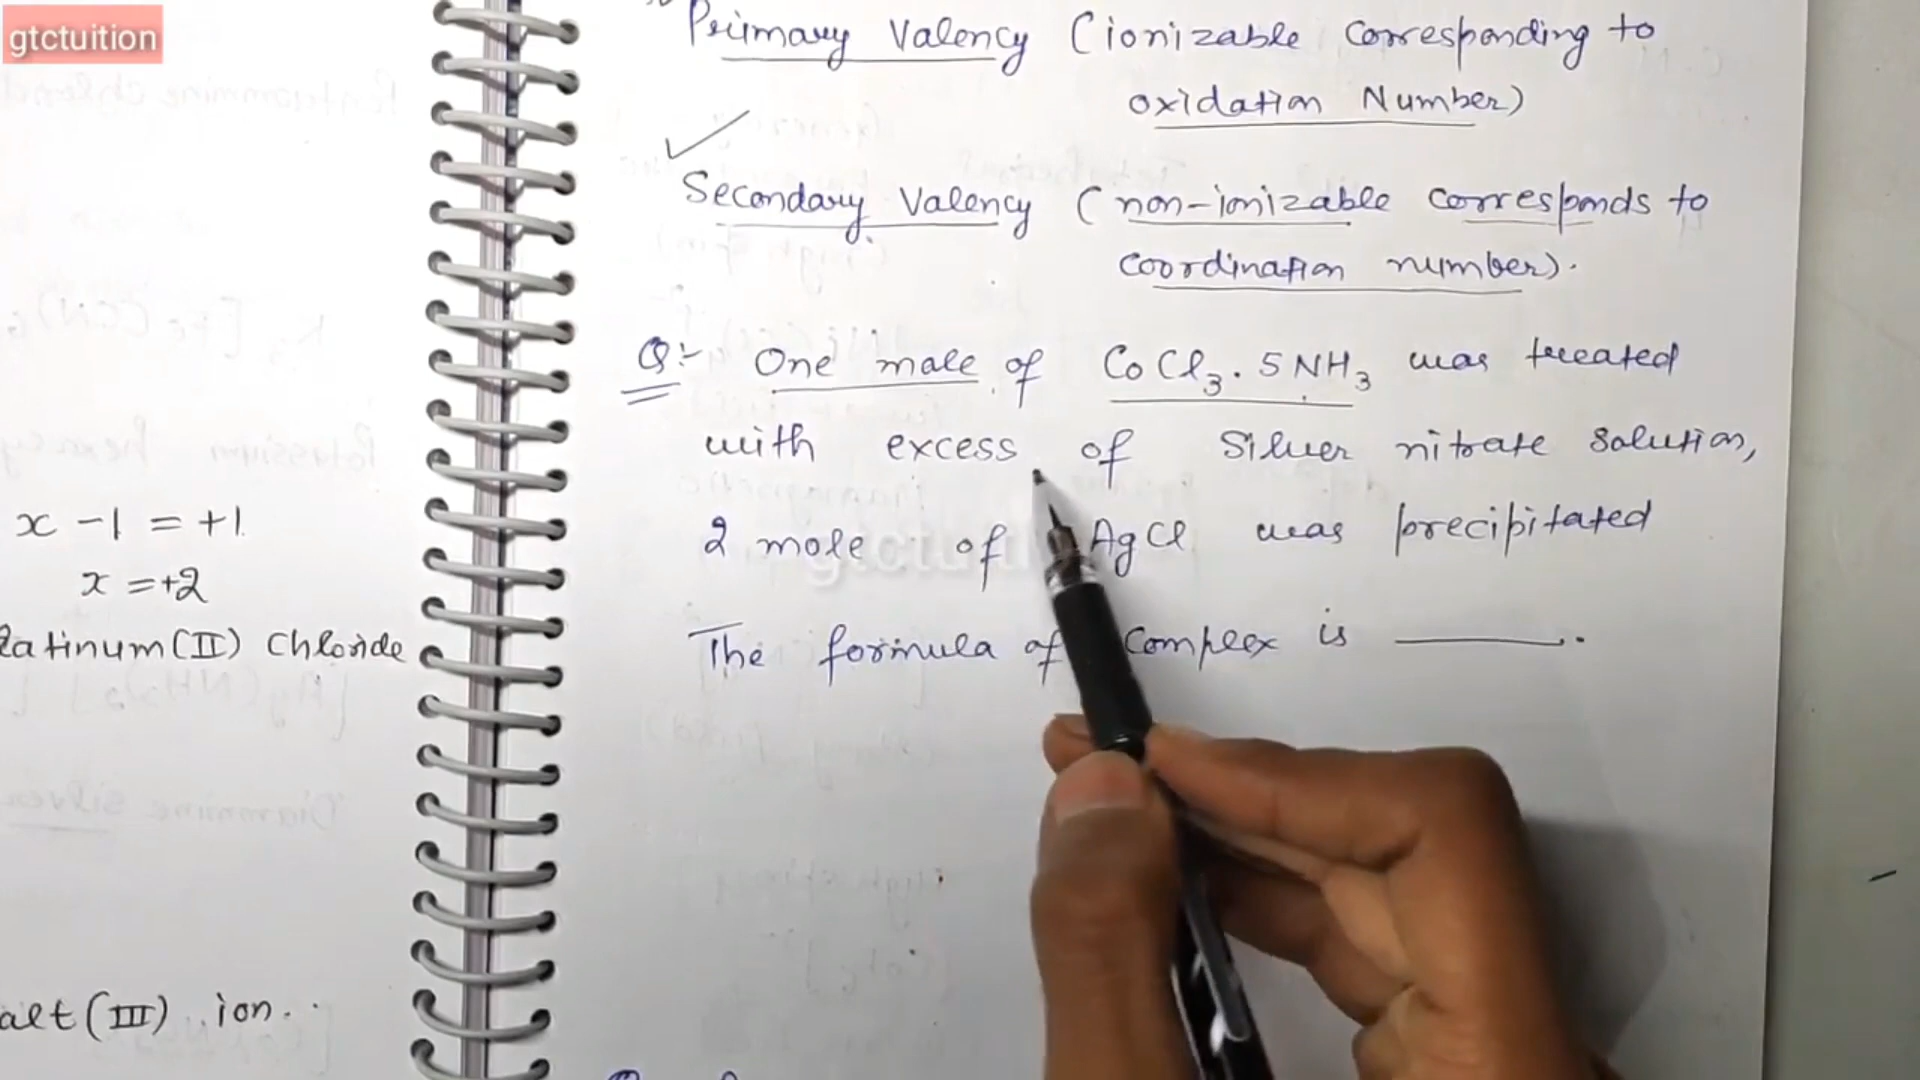 gtctuition
Primary Valency (ionizable corresponding to
oxidation Number)
Secondary Valency (non-ionizable corresponds to
coordination number).
Q:- One mole of CoCl3. 5NH3 was treated
with excess of Silver nitrate solution,
2 mole of AgCl was precipitated
The formula of complex is ______.
x -1 = +1
x = +2
latinum (II) Chloride
alt (III) ion.
gtctuiti